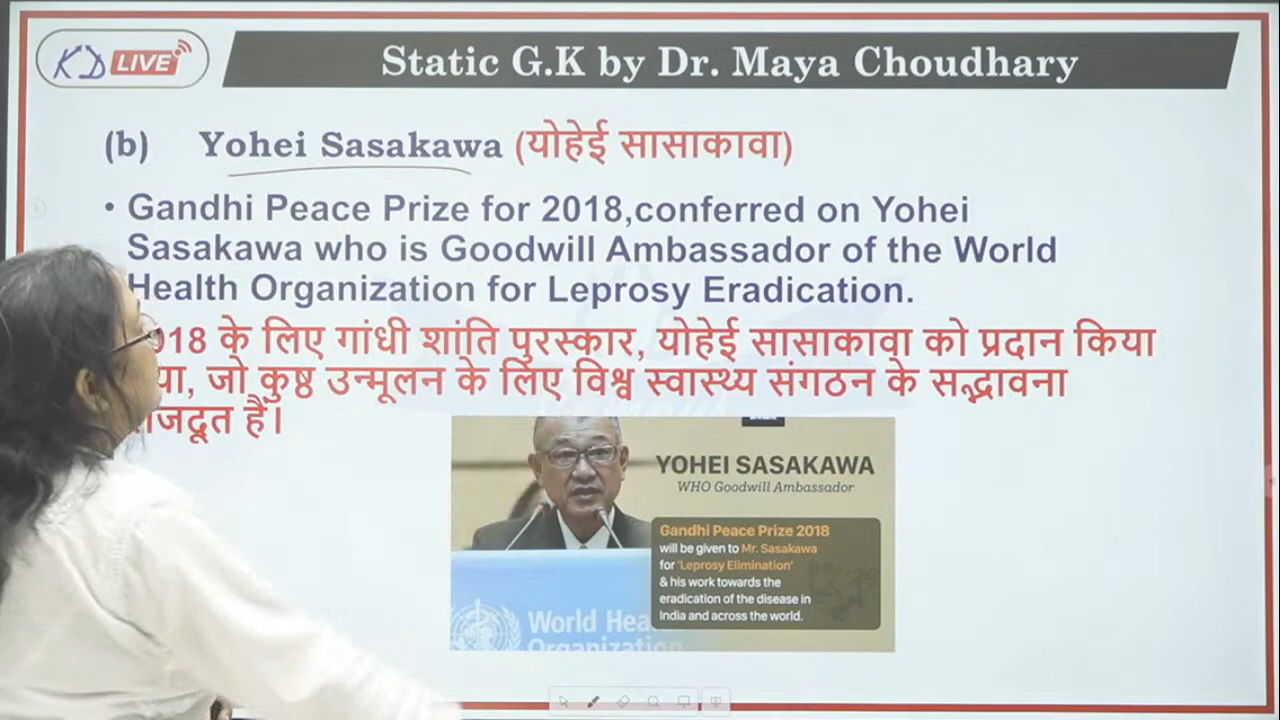 KD LIVE
Static G.K by Dr. Maya Choudhary
(b) Yohei Sasakawa (योहेई सासाकावा)
• Gandhi Peace Prize for 2018,conferred on Yohei
Sasakawa who is Goodwill Ambassador of the World
Health Organization for Leprosy Eradication.
018 के लिए गांधी शांति पुरस्कार, योहेई सासाकावा को प्रदान किया
जो कुष्ठ उन्मूलन के लिए विश्व स्वास्थ्य संगठन के सद्भावना
हैं।
YOHEI SASAKAWA
WHO Goodwill Ambassador
Gandhi Peace Prize 2018
will be given to Mr. Sasakawa
for 'Leprosy Elimination'
& his work towards the
eradication of the disease in
India and across the world.
World Hea
Organization